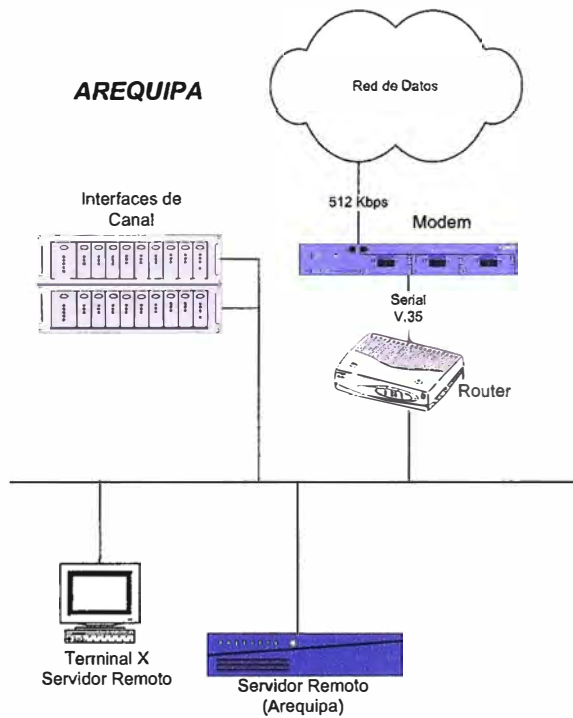 Red de Datos
AREQUIPA
512 Kbps
Interfaces de
Canal
Modem
Serial
V.35
Router
Terminal X
Servidor Remoto
Servidor Remoto
(Arequipa)